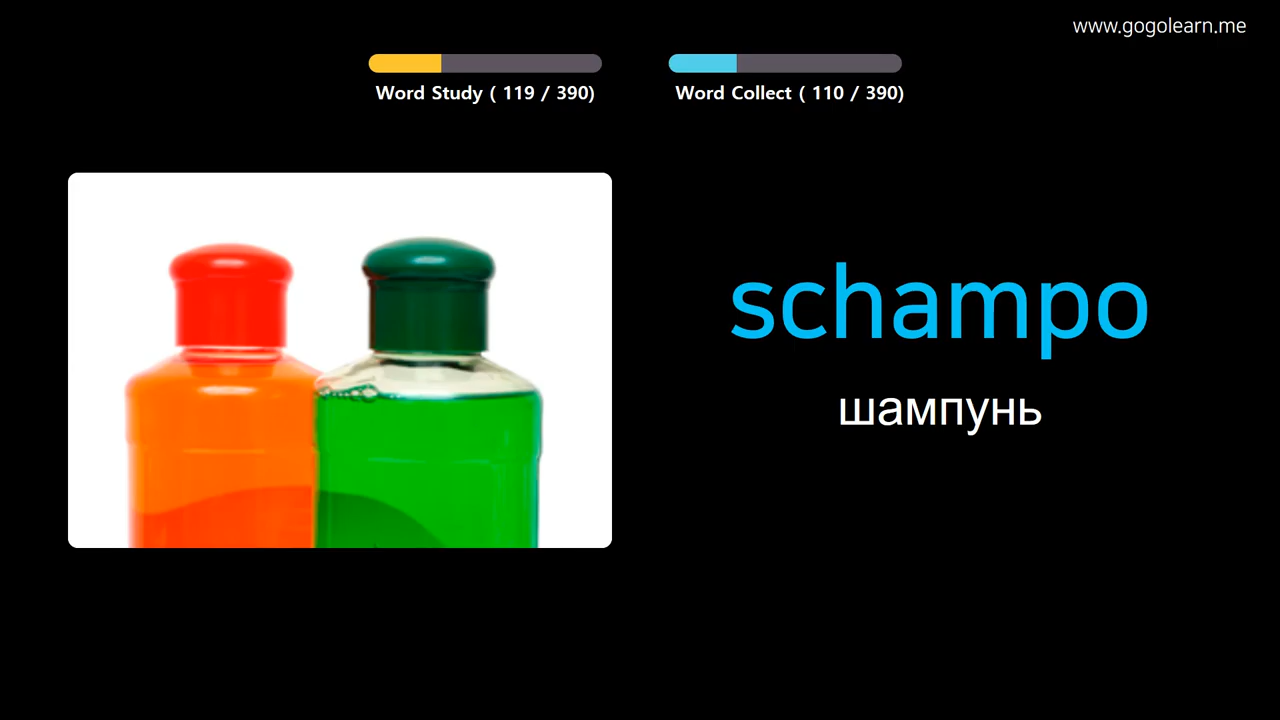 www.gogolearn.me
Word Study ( 119 / 390)
Word Collect ( 110 / 390)
schampo
шампунь